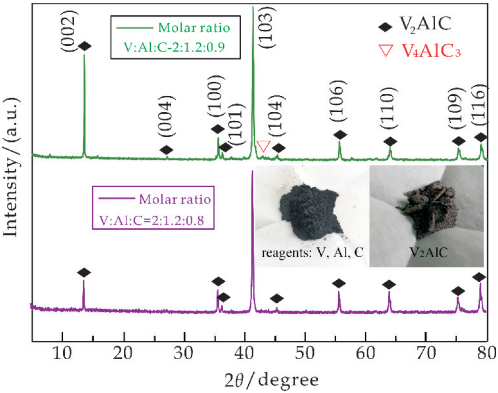 Molar ratio
V:Al:C-2:1.2:0.9
V₂AlC
V₄AlC₃
(002)
(004)
(100)
(101)
(103)
(104)
(106)
(110)
(109)
(116)
Intensity/(a.u.)
Molar ratio
V:Al:C=2:1.2:0.8
reagents: V, Al, C
V₂AlC
10 20 30 40 50 60 70 80
2θ/degree